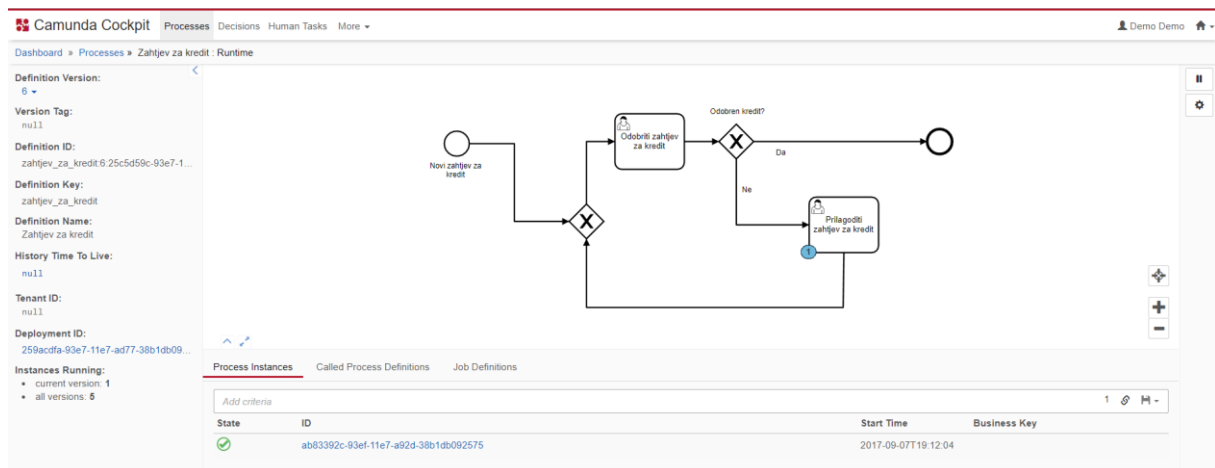 Camunda Cockpit Processes Decisions Human Tasks More Demo Demo
Dashboard » Processes » Zahtjev za kredit : Runtime
Definition Version:
6
Version Tag:
null
Definition ID:
zahtjev_za_kredit:6:25c5d59c-93e7-1...
Definition Key:
zahtjev_za_kredit
Definition Name:
Zahtjev za kredit
History Time To Live:
null
Tenant ID:
null
Deployment ID:
259acdfa-93e7-11e7-ad77-38b1db09...
Instances Running:
current version: 1
all versions: 5
Novi zahtjev za
kredit
Odobriti zahtjev
za kredit
Odobren kredit?
Da
Ne
Prilagoditi
zahtjev za kredit
1
Process Instances Called Process Definitions Job Definitions
Add criteria 1
State ID Start Time Business Key
ab83392c-93ef-11e7-a92d-38b1db092575 2017-09-07T19:12:04